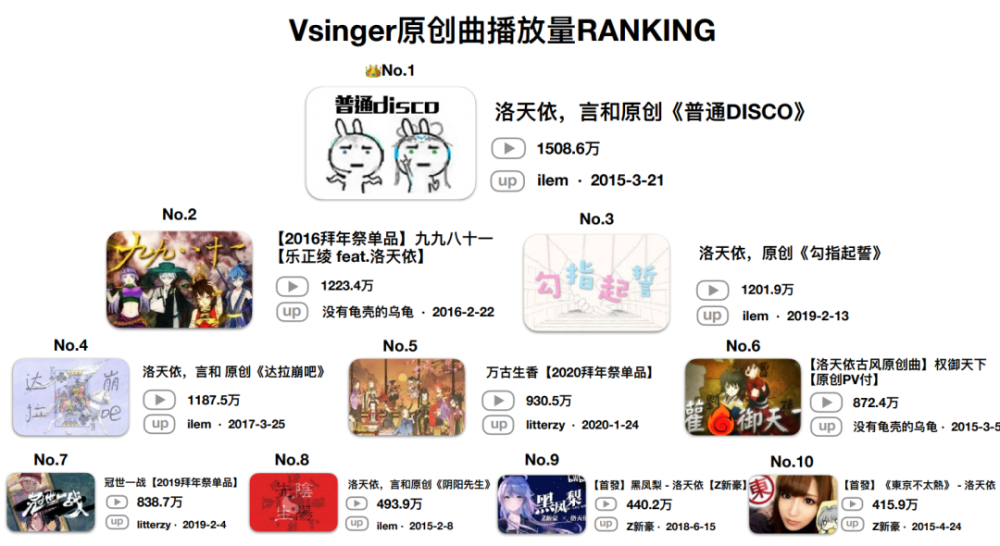 Vsinger原创曲播放量RANKING
No.1
普通disco
洛天依，言和原创《普通DISCO》
1508.6万
up ilem · 2015-3-21
No.2
九九八十一
【2016拜年祭单品】九九八十一
【乐正绫 feat.洛天依】
1223.4万
up 没有龟壳的乌龟 · 2016-2-22
No.3
勾指起誓
洛天依，原创《勾指起誓》
1201.9万
up ilem · 2019-2-13
No.4
达 崩
拉 吧
洛天依，言和 原创《达拉崩吧》
1187.5万
up ilem · 2017-3-25
No.5
万古生香【2020拜年祭单品】
930.5万
up litterzy · 2020-1-24
No.6
權御天下
【洛天依古风原创曲】权御天下
【原创PV付】
872.4万
up 没有龟壳的乌龟 · 2015-3-5
No.7
冠世一战
冠世一战【2019拜年祭单品】
838.7万
up litterzy · 2019-2-4
No.8
先 陰
生 陽
洛天依，言和原创《阴阳先生》
493.9万
up ilem · 2015-2-8
No.9
黑凤梨
Z新豪 × 洛天依
【首發】黑凤梨 - 洛天依【Z新豪】
440.2万
up Z新豪 · 2018-6-15
No.10
東
【首發】《東京不太熱》 - 洛天依
415.9万
up Z新豪 · 2015-4-24